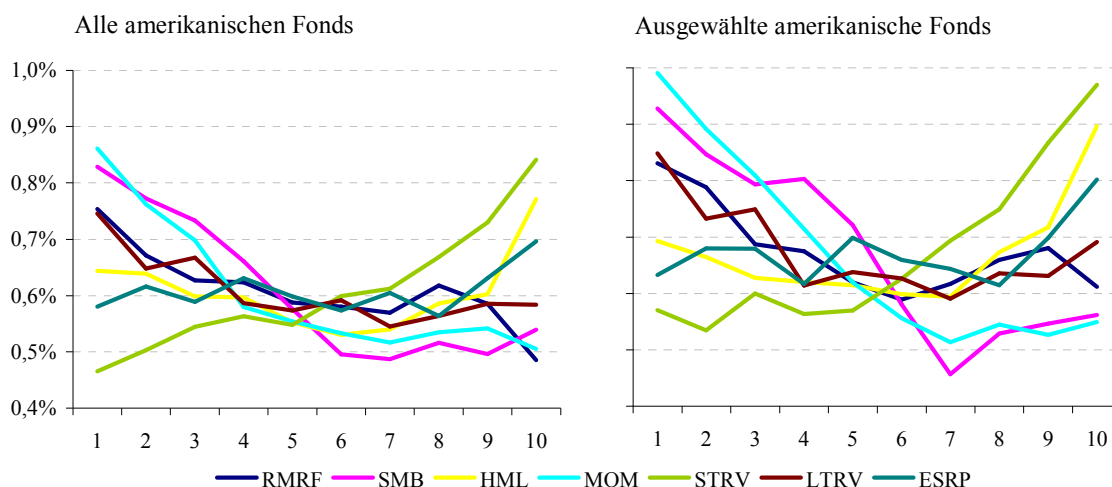 Alle amerikanischen Fonds
Ausgewählte amerikanische Fonds
1,0%
0,9%
0,8%
0,7%
0,6%
0,5%
0,4%
1 2 3 4 5 6 7 8 9 10
1 2 3 4 5 6 7 8 9 10
RMRF SMB HML MOM STRV LTRV ESRP